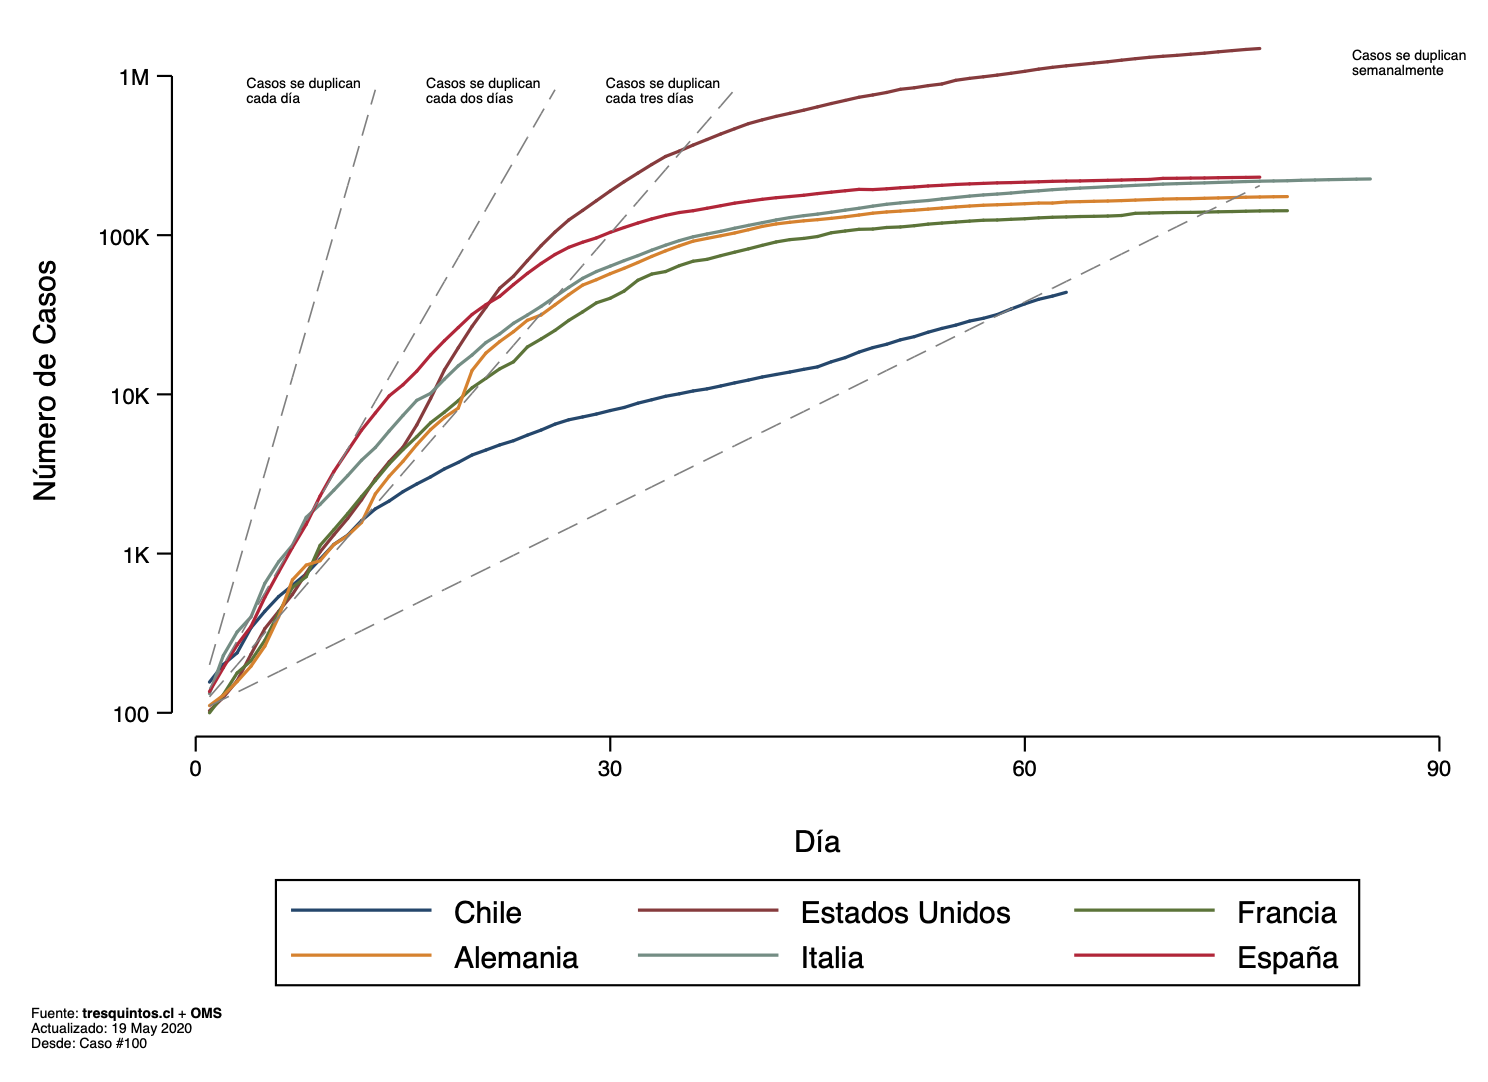 Casos se duplican
cada día
Casos se duplican
cada dos días
Casos se duplican
cada tres días
Casos se duplican
semanalmente
1M
100K
10K
1K
100
Número de Casos
0
30
60
90
Día
Chile
Estados Unidos
Francia
Alemania
Italia
España
Fuente: tresquintos.cl + OMS
Actualizado: 19 May 2020
Desde: Caso #100